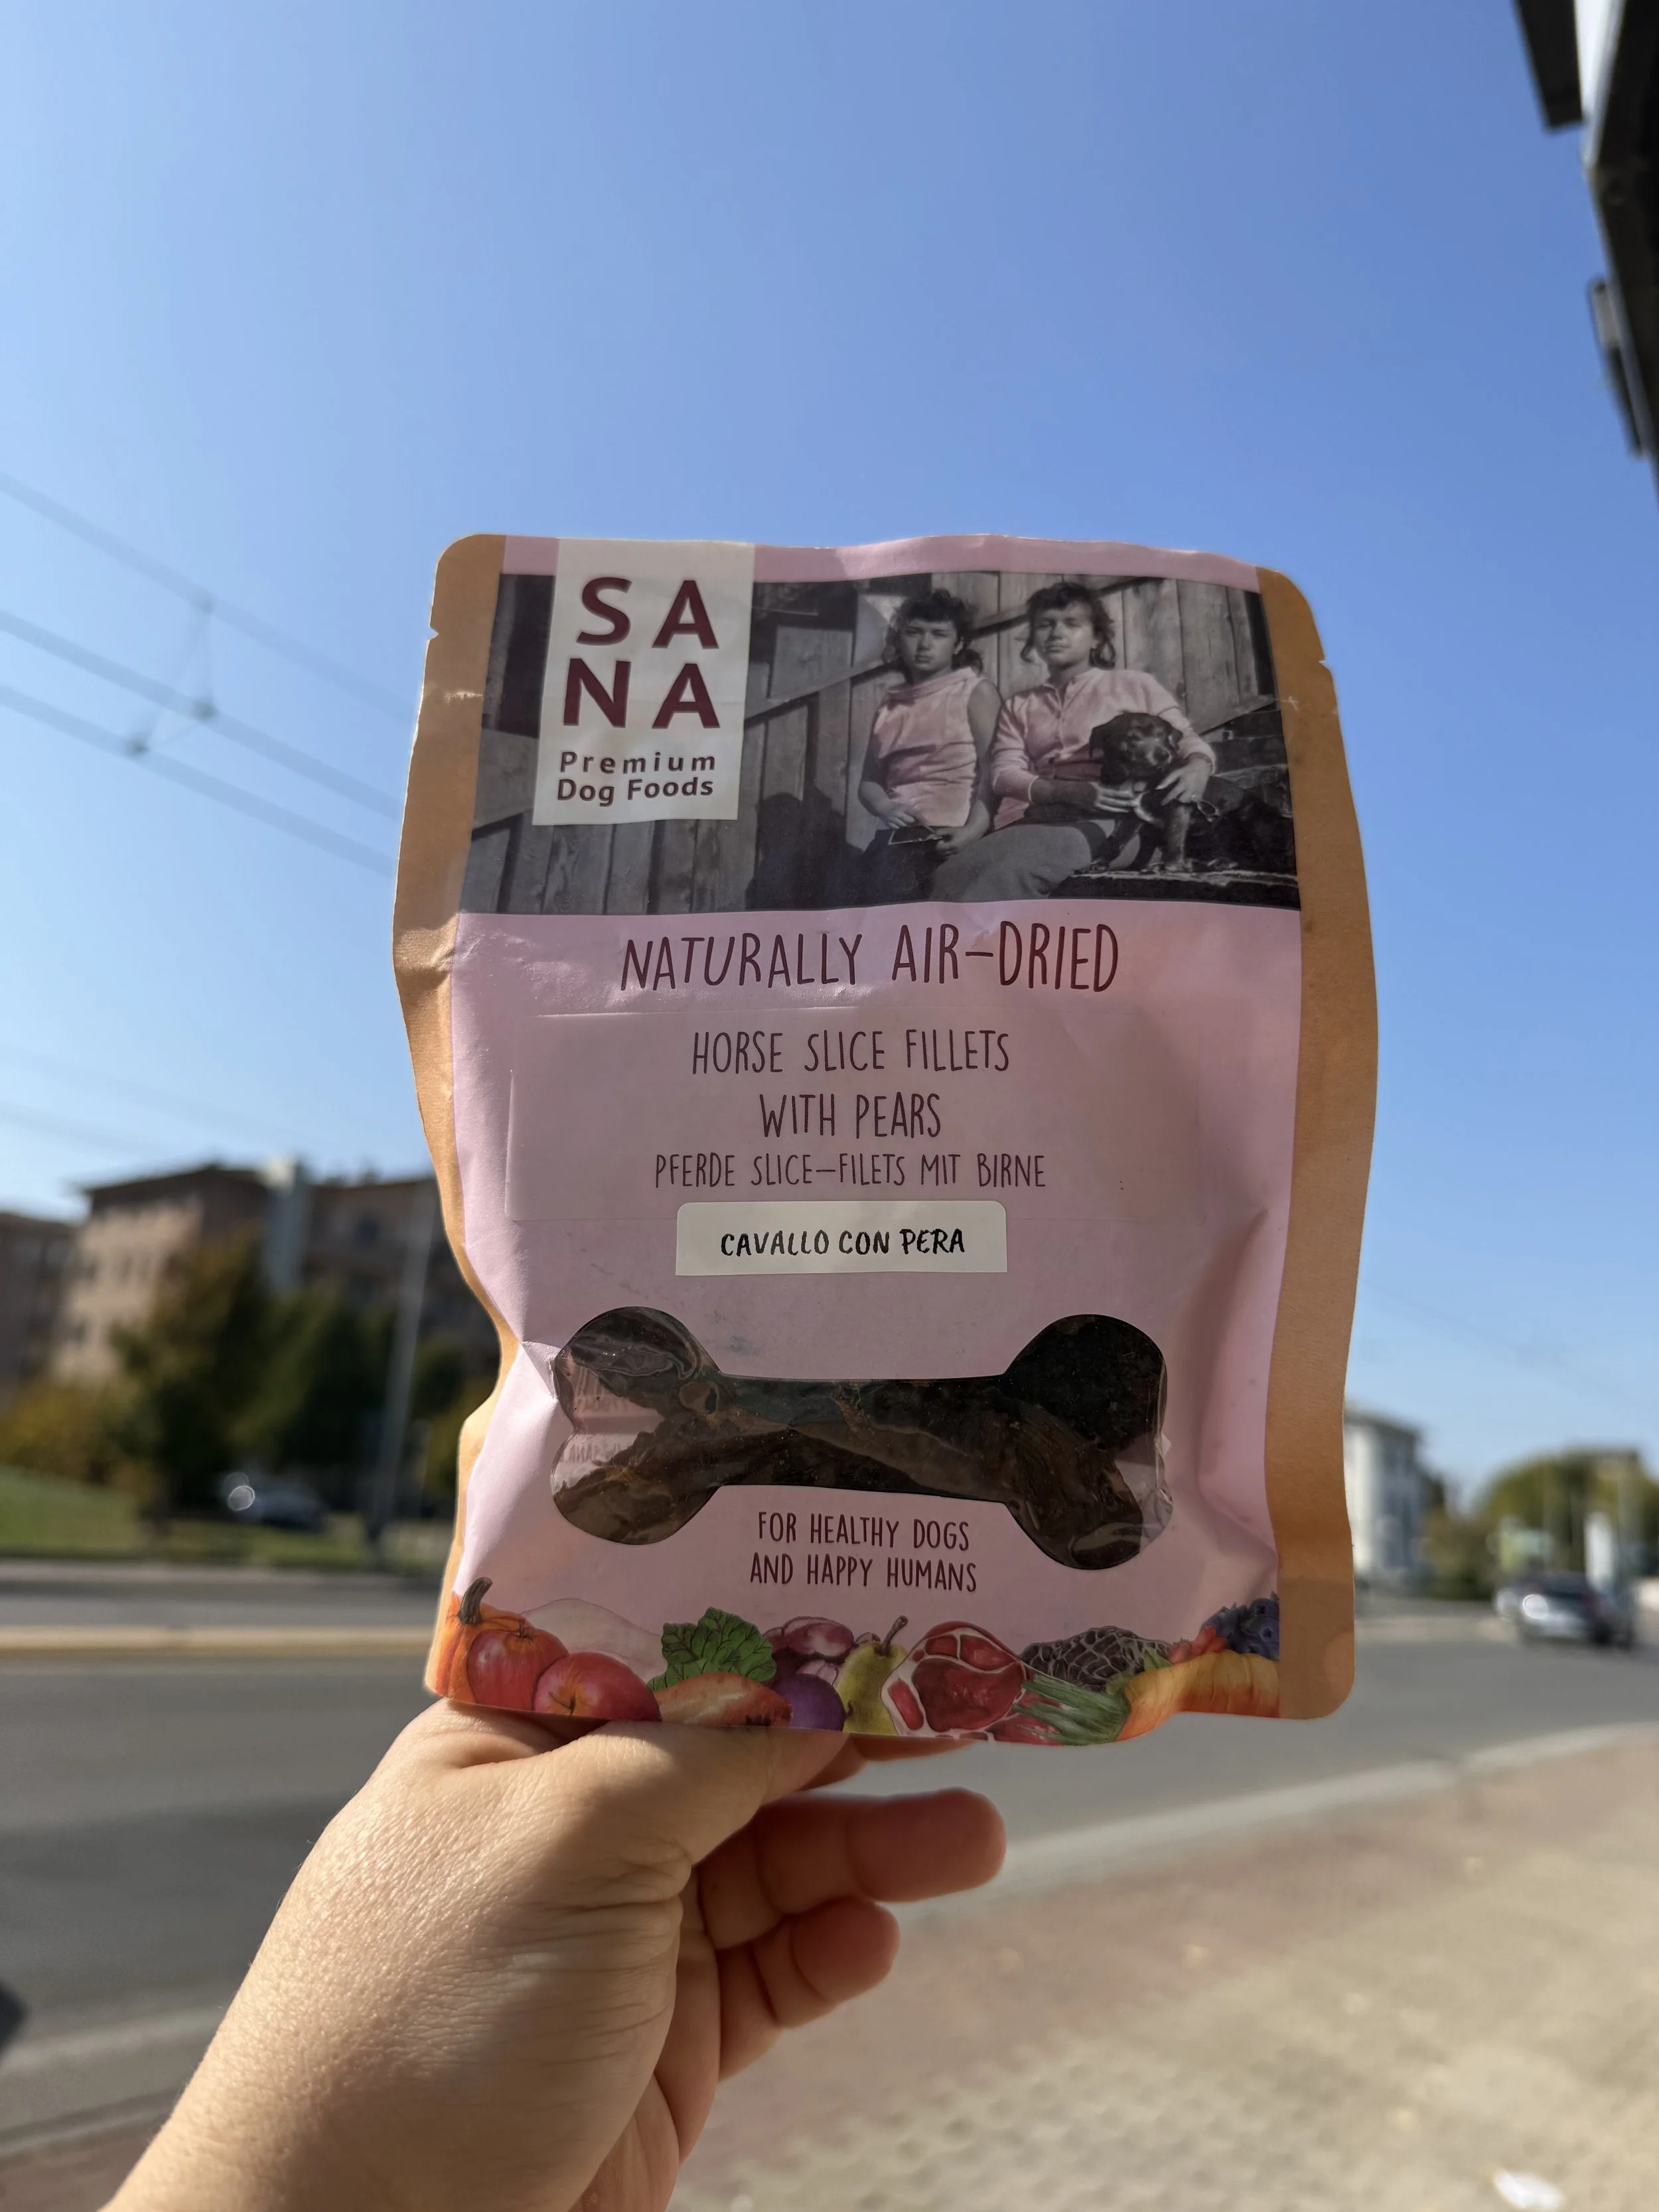 SA
NA
Premium
Dog Foods
NATURALLY AIR-DRIED
HORSE SLICE FILLETS
WITH PEARS
PFERDE SLICE-FILETS MIT BIRNE
CAVALLO CON PERA
FOR HEALTHY DOGS
AND HAPPY HUMANS